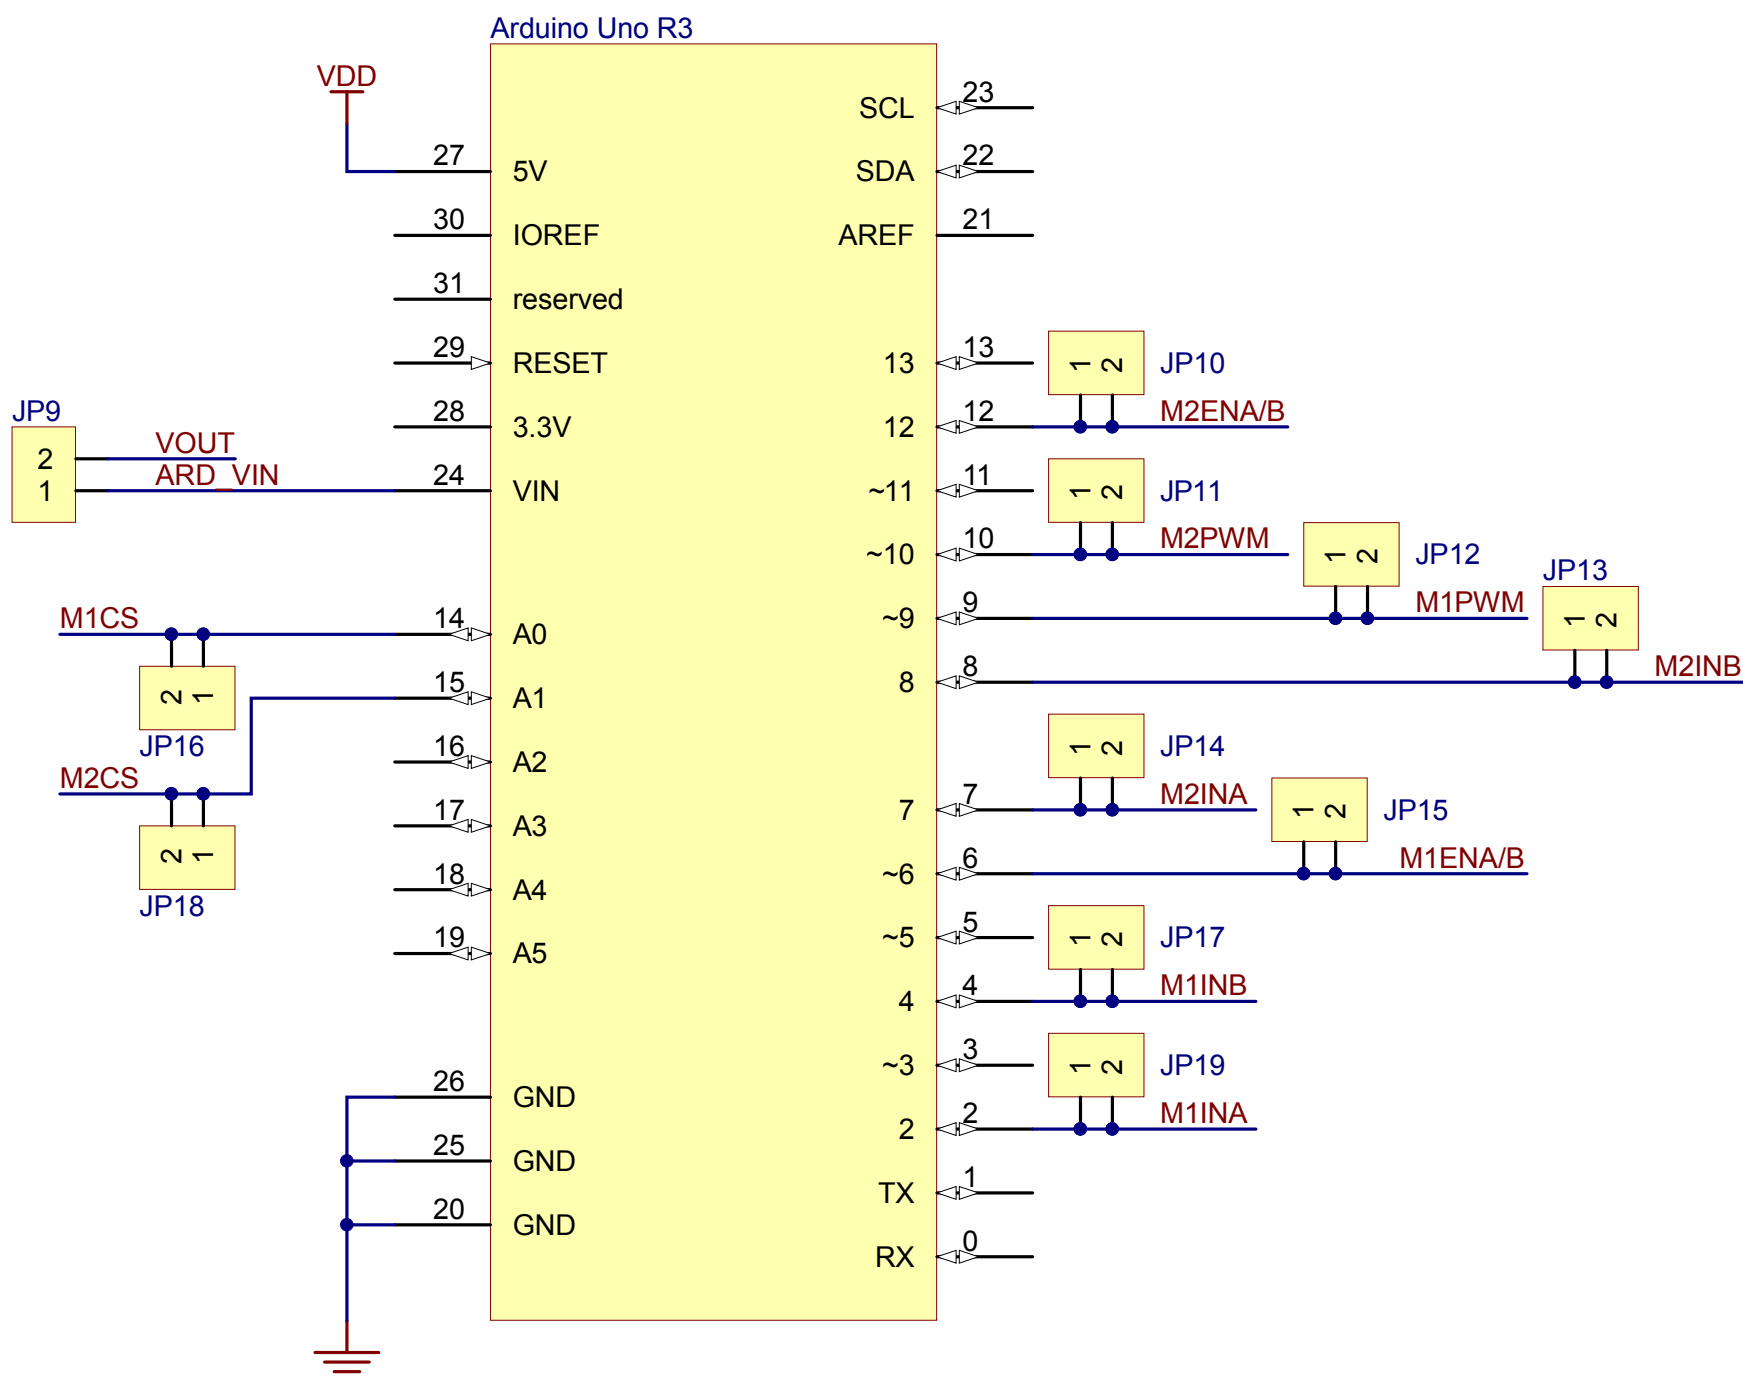 Arduino Uno R3
VDD
27 5V
30 IOREF
31 reserved
29 RESET
28 3.3V
24 VIN
JP9
2 VOUT
1 ARD_VIN
M1CS 14 A0
2 1
JP16
15 A1
M2CS
2 1
JP18
16 A2
17 A3
18 A4
19 A5
26 GND
25 GND
20 GND
SCL 23
SDA 22
AREF 21
13 13
1 2 JP10
12 12 M2ENA/B
~11 11
1 2 JP11
~10 10 M2PWM
1 2 JP12
~9 9 M1PWM
JP13
1 2
8 8 M2INB
1 2 JP14
7 7 M2INA
1 2 JP15
~6 6 M1ENA/B
~5 5
1 2 JP17
4 4 M1INB
~3 3
1 2 JP19
2 2 M1INA
TX 1
RX 0